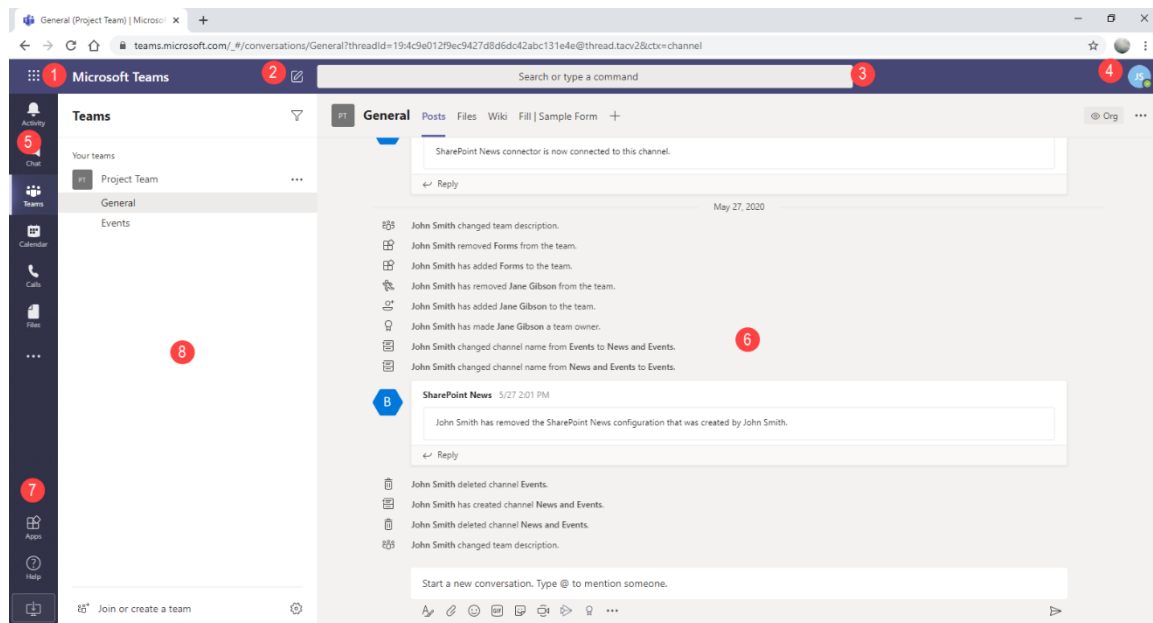 General (Project Team) | Microsof
teams.microsoft.com/_#/conversations/General?threadId=19:4c9e012f9ec9427d8d6dc42abc131e4e@thread.tacv2&ctx=channel
1 Microsoft Teams 2 Search or type a command 3 4 JS
Activity
5
Chat
Teams
Calendar
Calls
Files
7
Apps
Help
Teams
Your teams
PT Project Team
General
Events
8
Join or create a team
PT General Posts Files Wiki Fill | Sample Form Org
SharePoint News connector is now connected to this channel.
Reply
May 27, 2020
John Smith changed team description.
John Smith removed Forms from the team.
John Smith has added Forms to the team.
John Smith has removed Jane Gibson from the team.
John Smith has added Jane Gibson to the team.
John Smith has made Jane Gibson a team owner.
6
John Smith changed channel name from Events to News and Events.
John Smith changed channel name from News and Events to Events.
B SharePoint News 5/27 2:01 PM
John Smith has removed the SharePoint News configuration that was created by John Smith.
Reply
John Smith deleted channel Events.
John Smith has created channel News and Events.
John Smith deleted channel News and Events.
John Smith changed team description.
Start a new conversation. Type @ to mention someone.
GIF